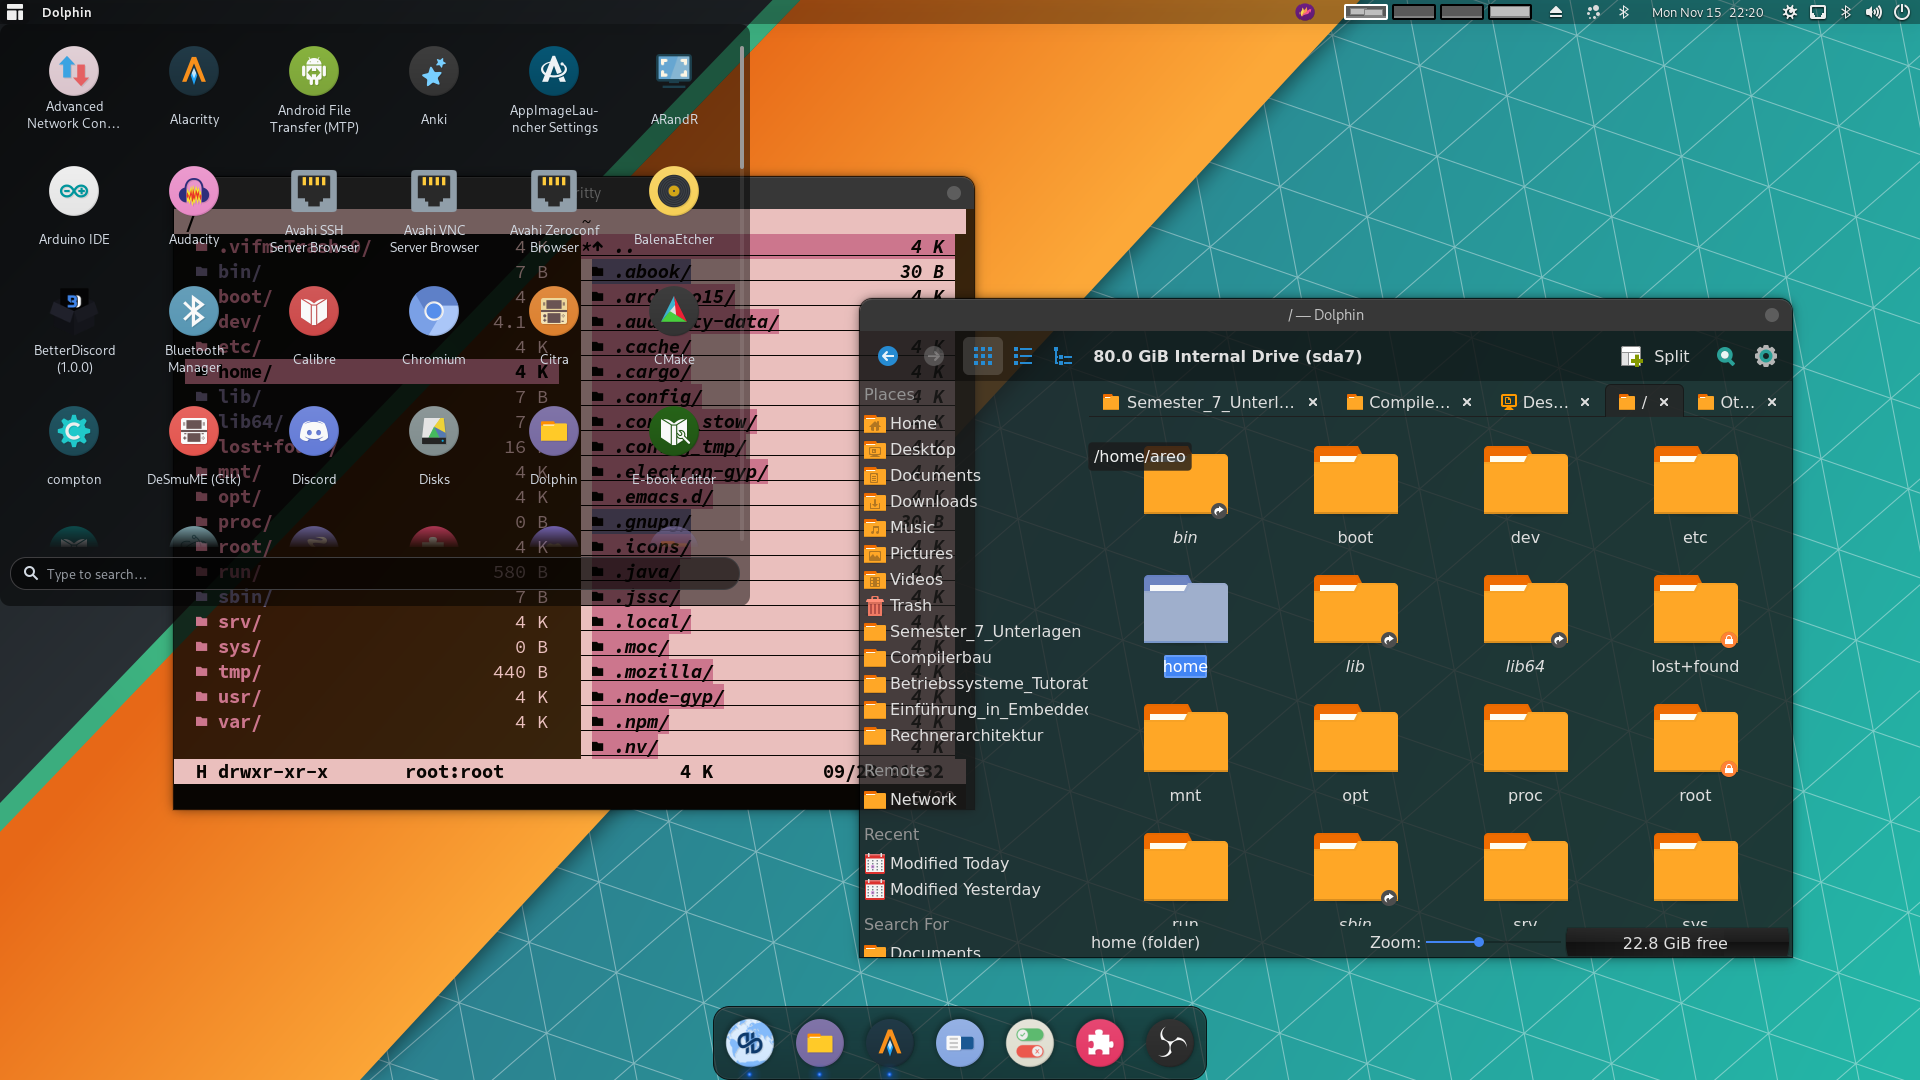 Dolphin
Mon Nov 15 22:20
Advanced
Network Con...
Alacritty
Android File
Transfer (MTP)
Anki
AppImageLau-
ncher Settings
ARandR
Arduino IDE
Audacity
Avahi SSH
Server Browser
Avahi VNC
Server Browser
Avahi Zeroconf
Browser
BalenaEtcher
BetterDiscord
(1.0.0)
Bluetooth
Manager
Calibre
Chromium
Citra
CMake
compton
DeSmuME (Gtk)
Discord
Disks
Dolphin
E-book editor
Type to search...
/
~
.vifm-Trash-0/ 4 K
bin/ 7 B
boot/ 4
dev/ 4.1
etc/ 4 K
home/ 4 K
lib/ 7 B
lib64/ 7
16
mnt/ 4 K
opt/ 4 K
proc/ 0 B
root/ 4 K
run/ 580 B
sbin/ 7 B
srv/ 4 K
sys/ 0 B
tmp/ 440 B
usr/ 4 K
var/ 4 K
.. 4 K
.abook/ 30 B
4 K
.cache/
.cargo/
.config/
.electron-gyp/
.emacs.d/
.gnupg/
.icons/
.java/
.jssc/
.local/
.moc/
.mozilla/
.node-gyp/
.npm/
.nv/ 4 K
H drwxr-xr-x root:root 4 K
/ — Dolphin
80.0 GiB Internal Drive (sda7)
Split
Semester_7_Unterl...
Compile...
Des...
/
Ot...
Places
Home
Desktop
Documents
Downloads
Music
Pictures
Videos
Trash
Semester_7_Unterlagen
Compilerbau
Betriebssysteme_Tutorat
Einführung_in_Embedded
Rechnerarchitektur
Remote
Network
Recent
Modified Today
Modified Yesterday
Search For
Documents
/home/areo
bin
boot
dev
etc
home
lib
lib64
lost+found
mnt
opt
proc
root
run
sbin
srv
sys
home (folder)
Zoom:
22.8 GiB free